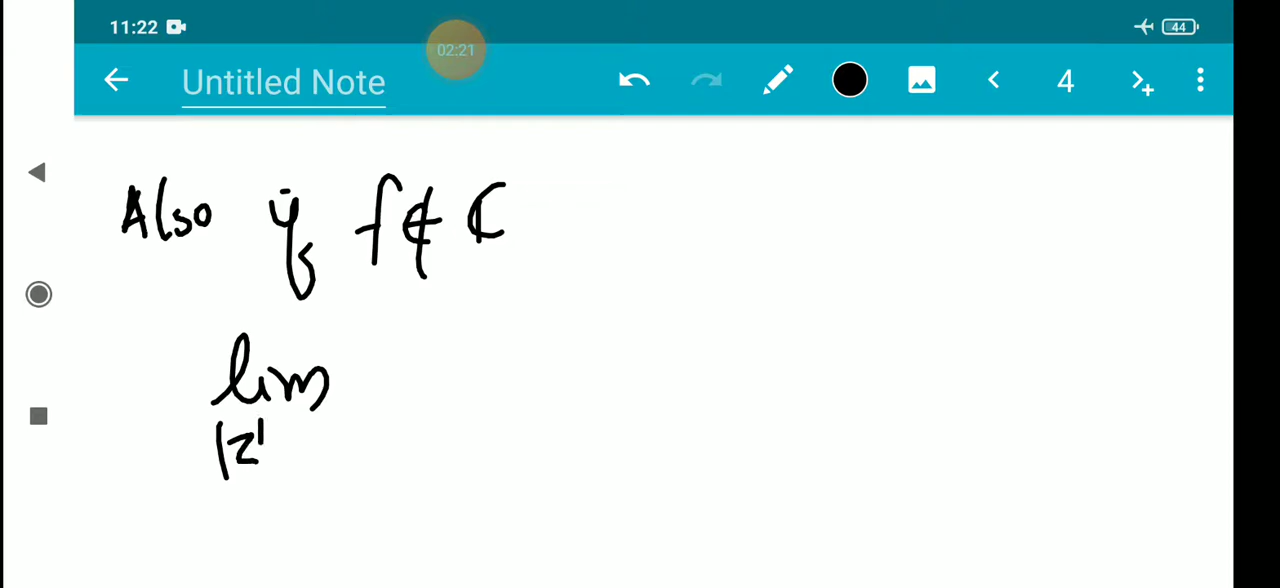 11:22 44
02:21
Untitled Note 4
Also if f ∉ ℂ
lim
|z|